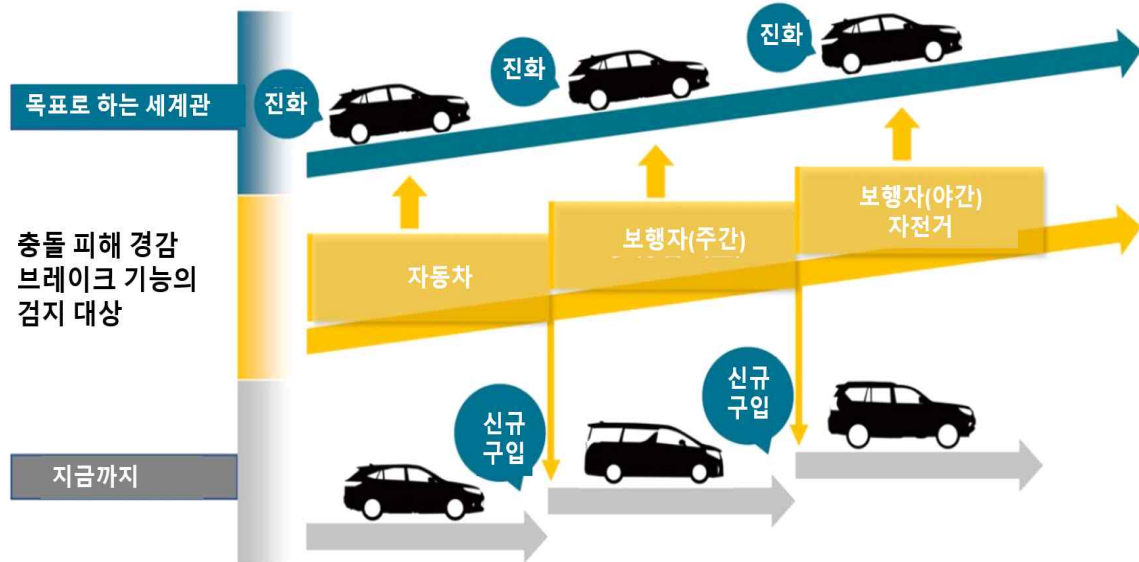 진화
진화
진화
목표로 하는 세계관
보행자(야간)
자전거
보행자(주간)
자동차
충돌 피해 경감
브레이크 기능의
검지 대상
신규
구입
신규
구입
지금까지